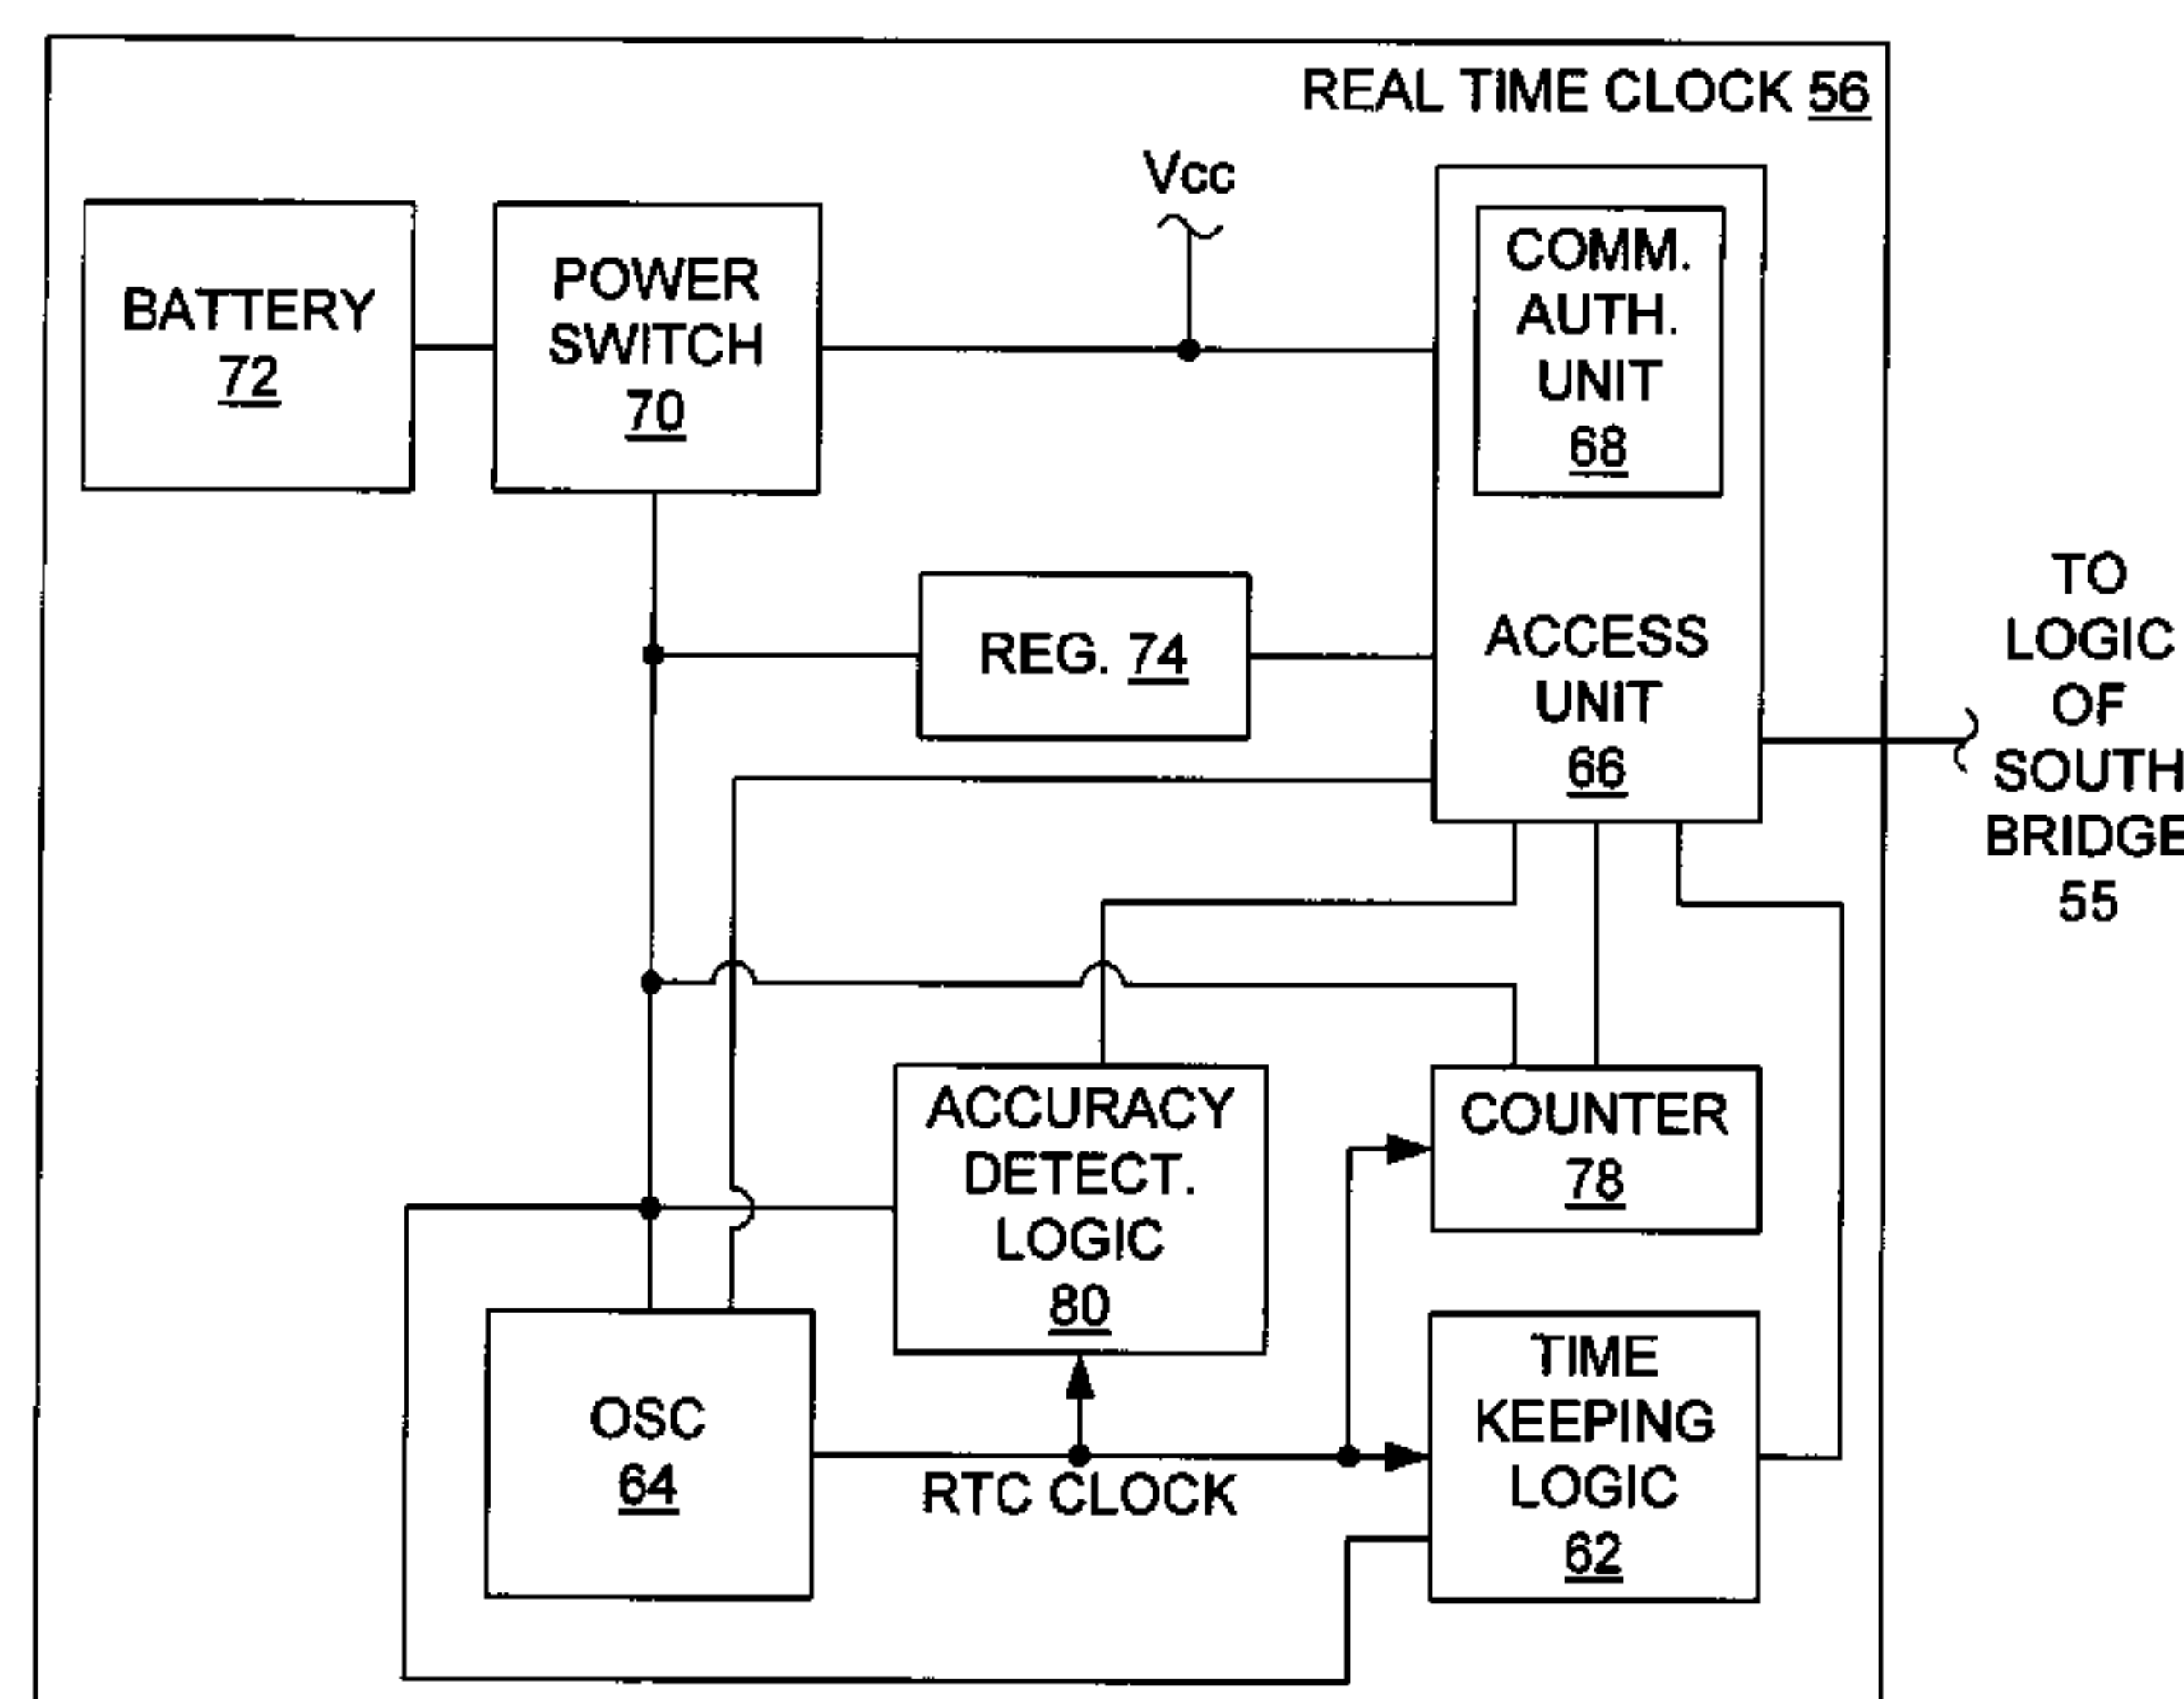 REAL TIME CLOCK 56
Vcc
BATTERY
72
POWER
SWITCH
70
COMM.
AUTH.
UNIT
68
REG. 74
ACCESS
UNIT
66
TO
LOGIC
OF
SOUTH
BRIDGE
55
ACCURACY
DETECT.
LOGIC
80
COUNTER
78
OSC
64
RTC CLOCK
TIME
KEEPING
LOGIC
62